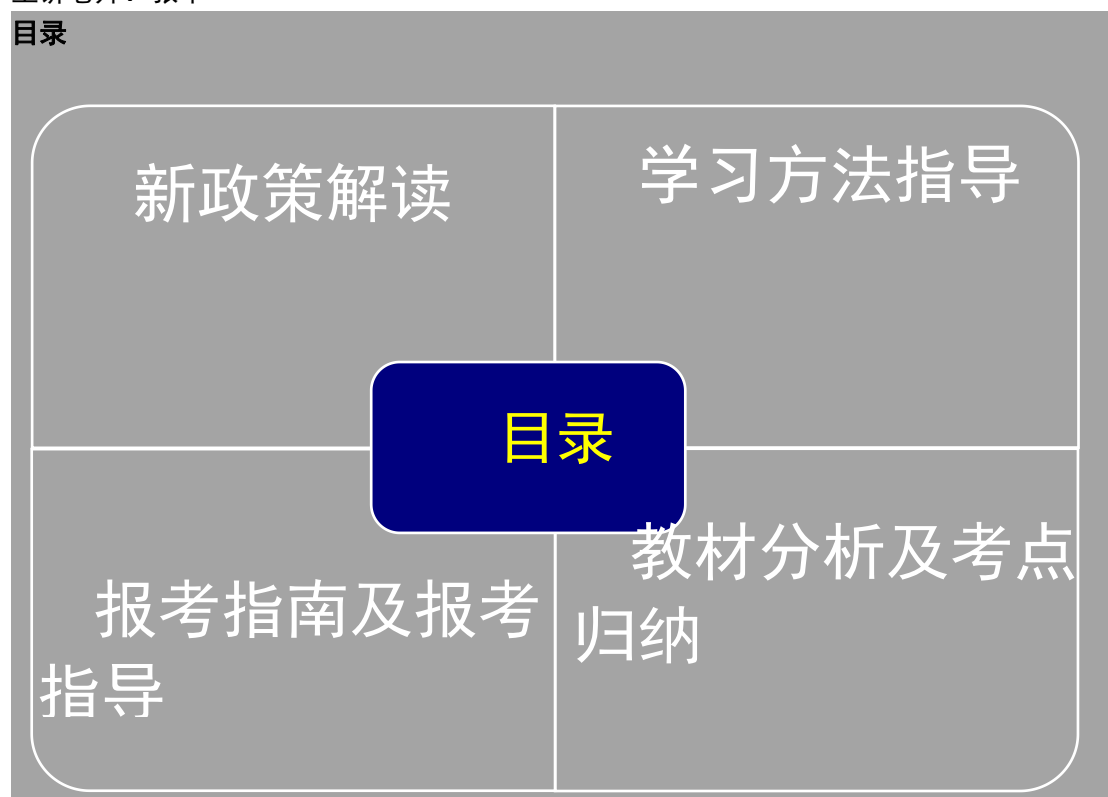 目录
新政策解读
学习方法指导
目录
报考指南及报考
指导
教材分析及考点
归纳